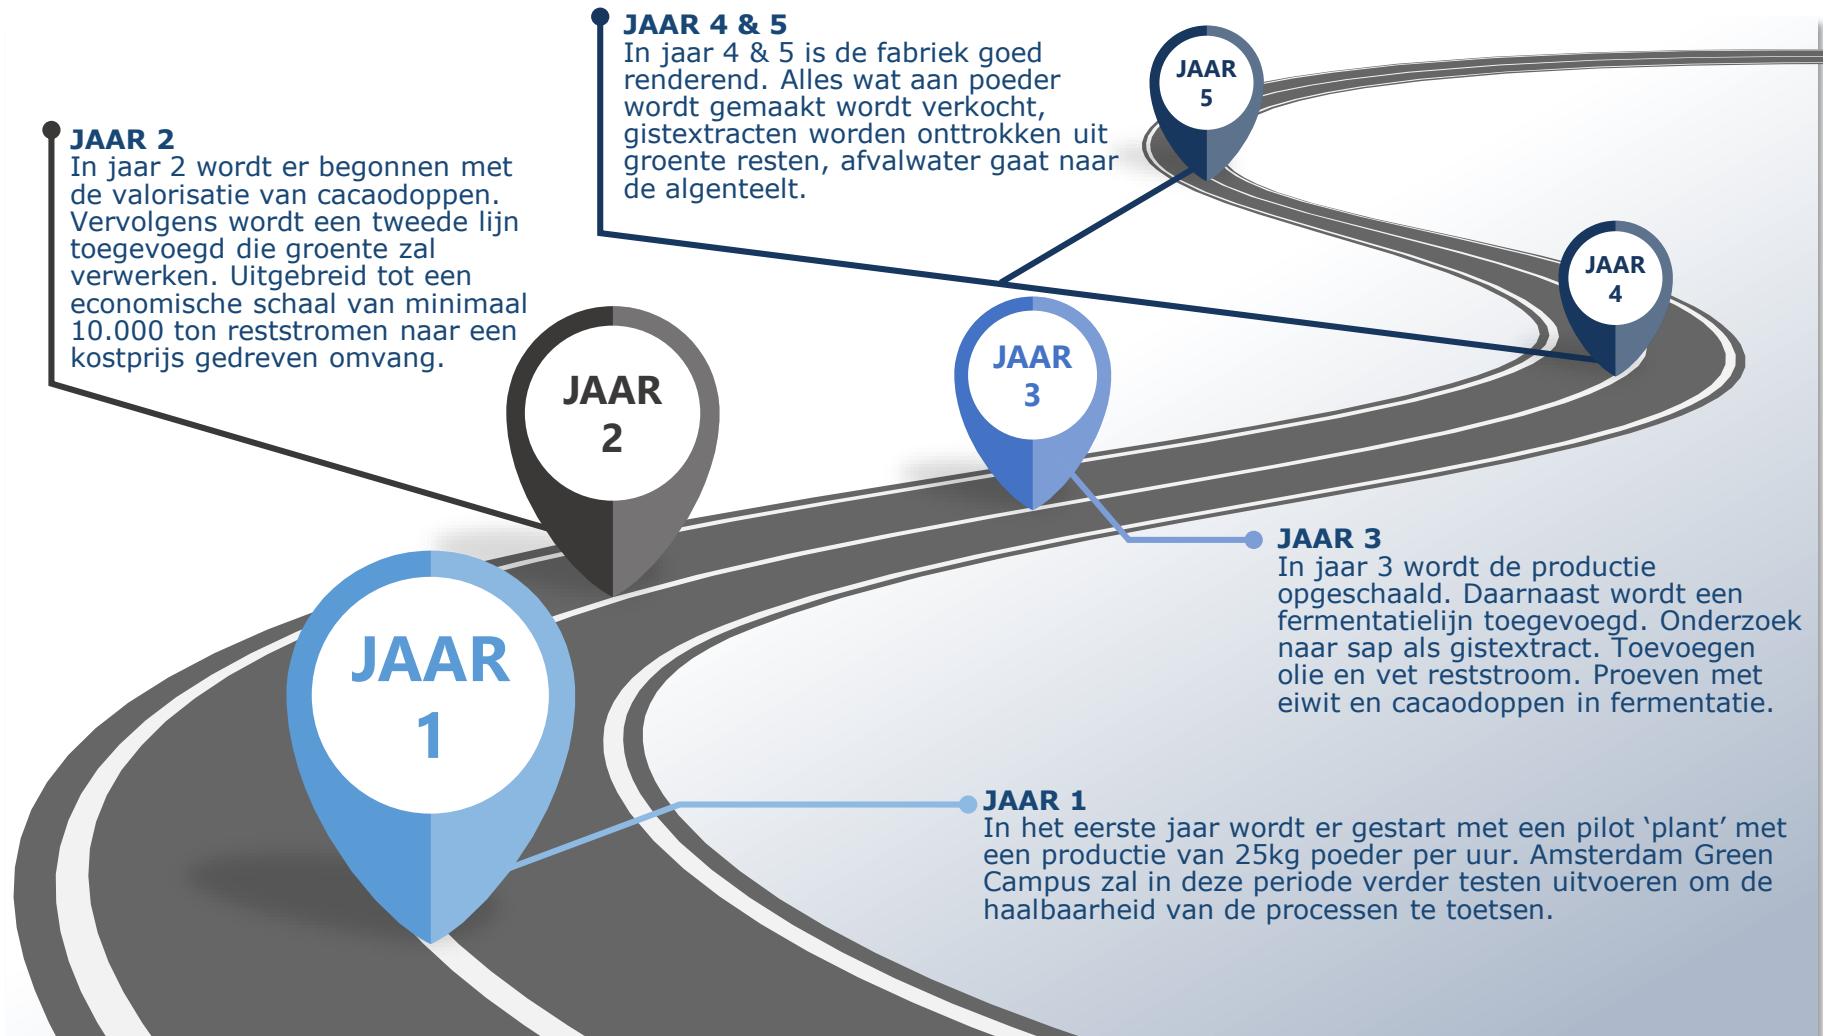 JAAR 4 & 5
In jaar 4 & 5 is de fabriek goed
renderend. Alles wat aan poeder
wordt gemaakt wordt verkocht,
gistextracten worden onttrokken uit
groente resten, afvalwater gaat naar
de algenteelt.
JAAR
5
JAAR 2
In jaar 2 wordt er begonnen met
de valorisatie van cacaodoppen.
Vervolgens wordt een tweede lijn
toegevoegd die groente zal
verwerken. Uitgebreid tot een
economische schaal van minimaal
10.000 ton reststromen naar een
kostprijs gedreven omvang.
JAAR
4
JAAR
3
JAAR
2
JAAR 3
In jaar 3 wordt de productie
opgeschaald. Daarnaast wordt een
fermentatielijn toegevoegd. Onderzoek
naar sap als gistextract. Toevoegen
olie en vet reststroom. Proeven met
eiwit en cacaodoppen in fermentatie.
JAAR
1
JAAR 1
In het eerste jaar wordt er gestart met een pilot ‘plant’ met
een productie van 25kg poeder per uur. Amsterdam Green
Campus zal in deze periode verder testen uitvoeren om de
haalbaarheid van de processen te toetsen.